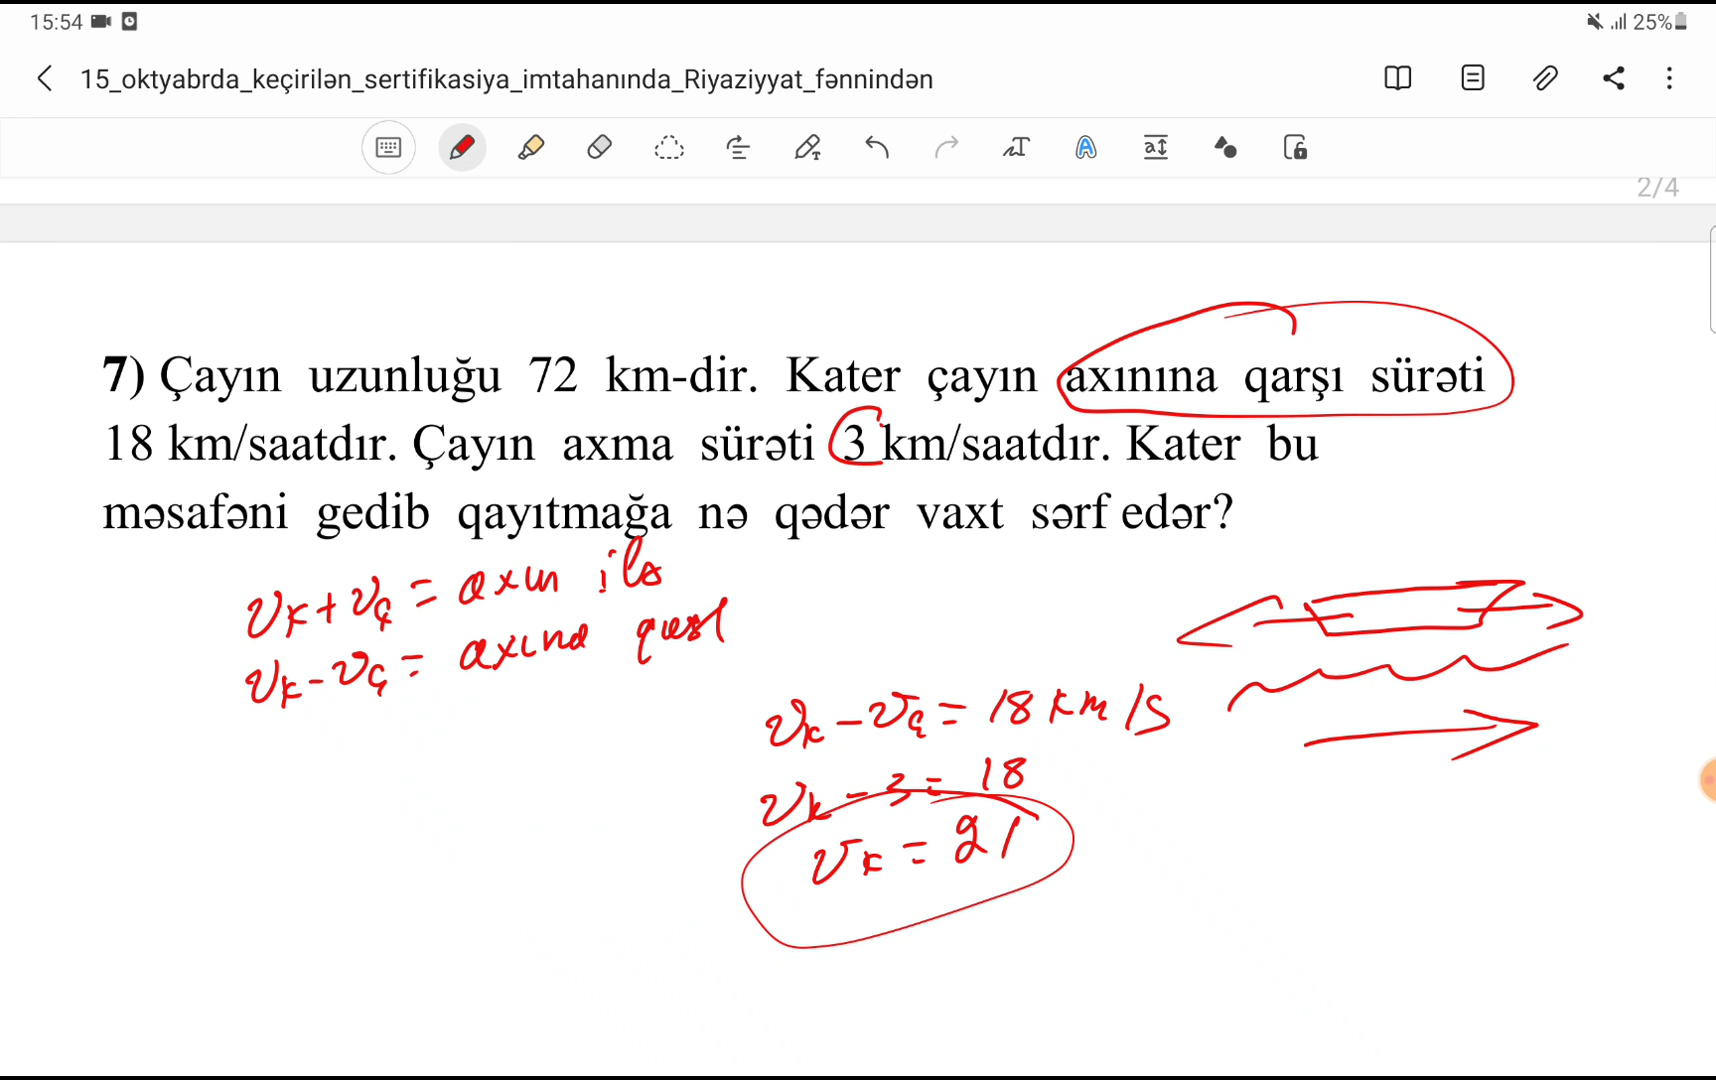 15:54
25%
15_oktyabrda_keçirilən_sertifikasiya_imtahanında_Riyaziyyat_fənnindən
2/4
7) Çayın uzunluğu 72 km-dir. Kater çayın axınına qarşı sürəti
18 km/saatdır. Çayın axma sürəti 3 km/saatdır. Kater bu
məsafəni gedib qayıtmağa nə qədər vaxt sərf edər?
vk + vç = axın ilə
vk - vç = axına qarşı
vk - vç = 18 km/s
vk - 3 = 18
vk = 21